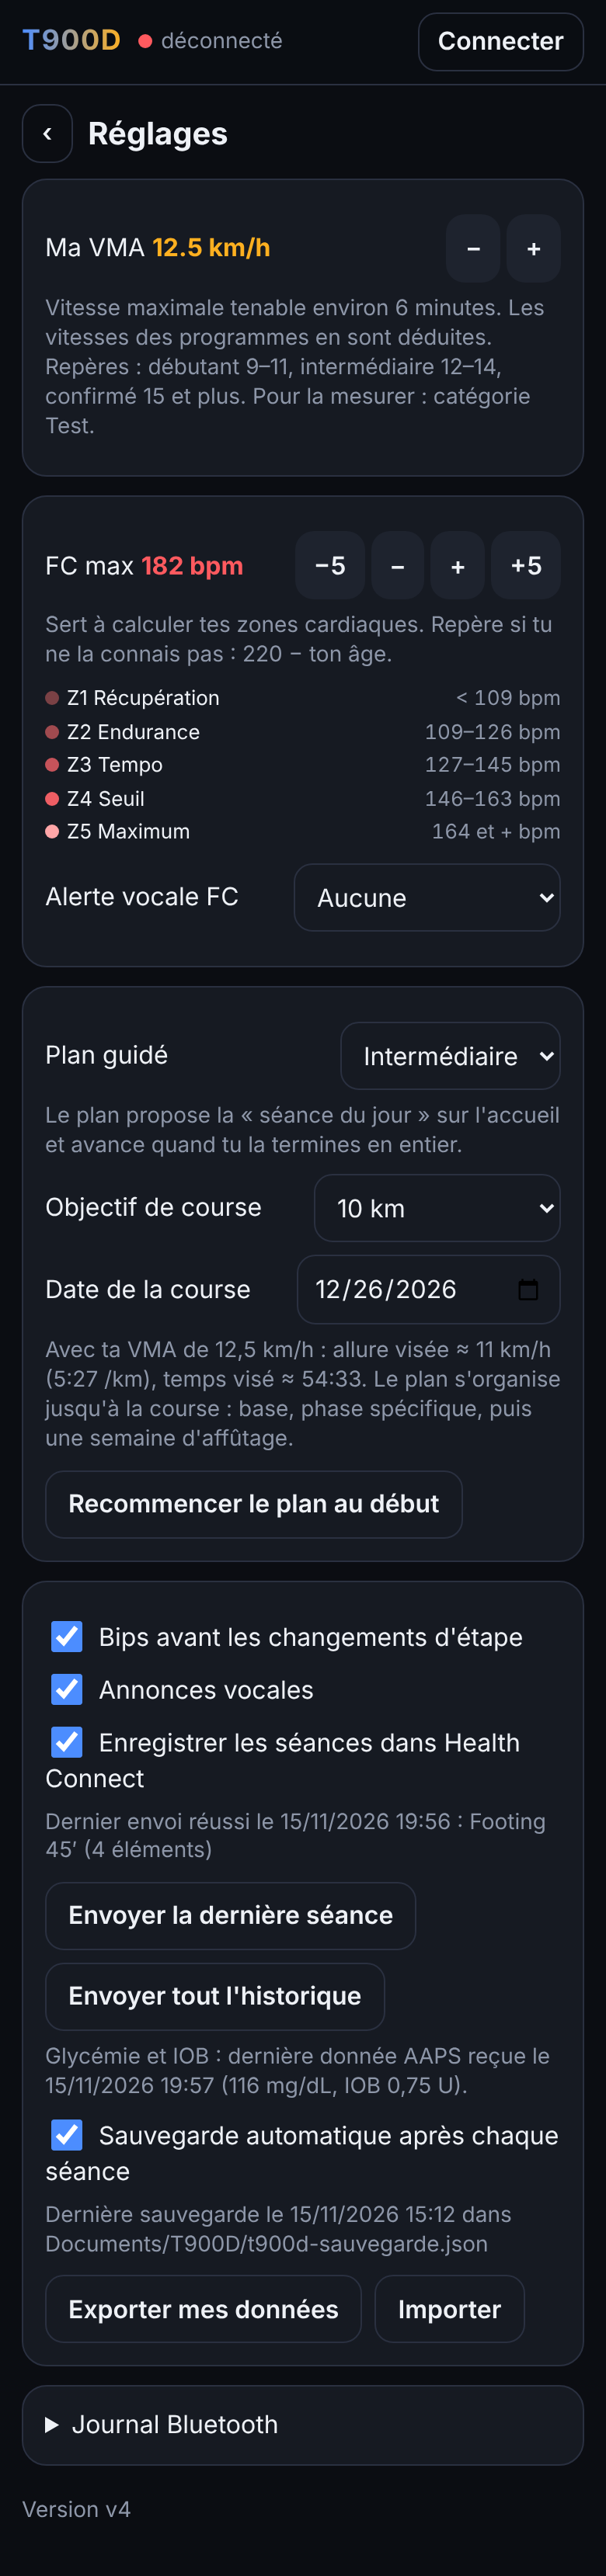 T900D déconnecté Connecter
‹ Réglages
Ma VMA 12.5 km/h − +
Vitesse maximale tenable environ 6 minutes. Les
vitesses des programmes en sont déduites.
Repères : débutant 9–11, intermédiaire 12–14,
confirmé 15 et plus. Pour la mesurer : catégorie
Test.
FC max 182 bpm −5 − + +5
Sert à calculer tes zones cardiaques. Repère si tu
ne la connais pas : 220 − ton âge.
Z1 Récupération < 109 bpm
Z2 Endurance 109–126 bpm
Z3 Tempo 127–145 bpm
Z4 Seuil 146–163 bpm
Z5 Maximum 164 et + bpm
Alerte vocale FC Aucune
Plan guidé Intermédiaire
Le plan propose la « séance du jour » sur l'accueil
et avance quand tu la termines en entier.
Objectif de course 10 km
Date de la course 12/26/2026
Avec ta VMA de 12,5 km/h : allure visée ≈ 11 km/h
(5:27 /km), temps visé ≈ 54:33. Le plan s'organise
jusqu'à la course : base, phase spécifique, puis
une semaine d'affûtage.
Recommencer le plan au début
Bips avant les changements d'étape
Annonces vocales
Enregistrer les séances dans Health
Connect
Dernier envoi réussi le 15/11/2026 19:56 : Footing
45′ (4 éléments)
Envoyer la dernière séance
Envoyer tout l'historique
Glycémie et IOB : dernière donnée AAPS reçue le
15/11/2026 19:57 (116 mg/dL, IOB 0,75 U).
Sauvegarde automatique après chaque
séance
Dernière sauvegarde le 15/11/2026 15:12 dans
Documents/T900D/t900d-sauvegarde.json
Exporter mes données Importer
Journal Bluetooth
Version v4